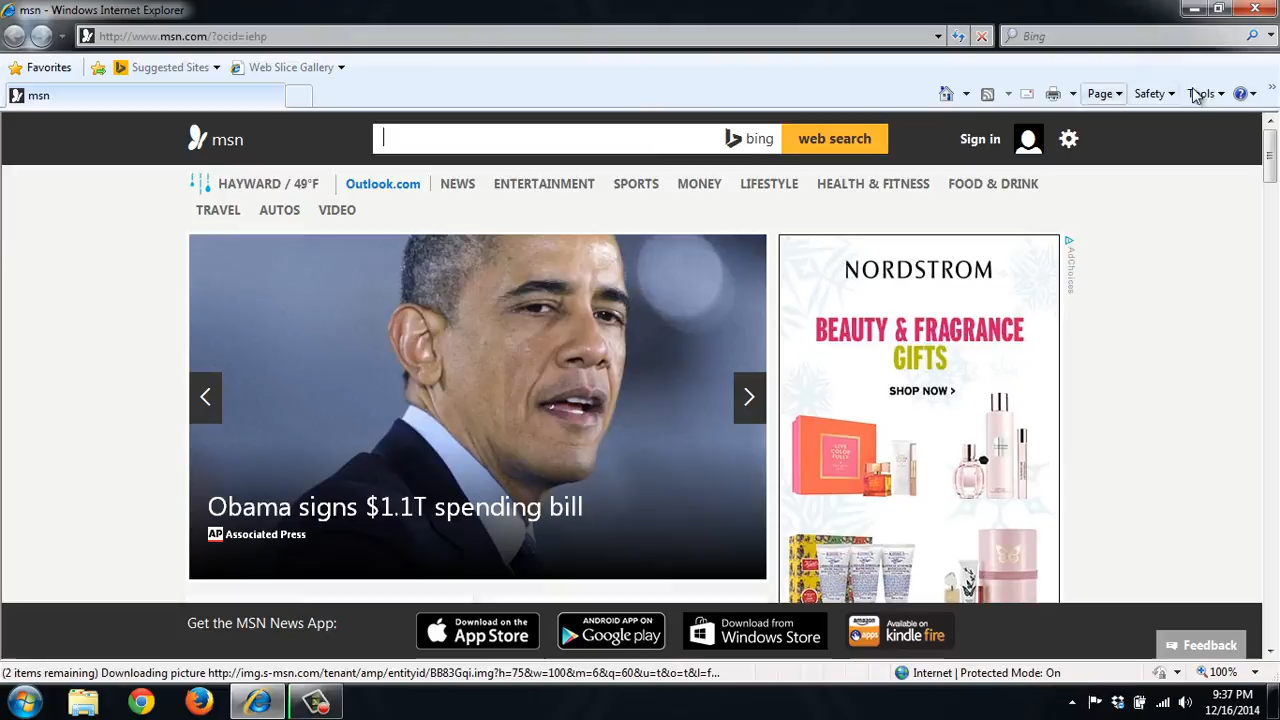 msn - Windows Internet Explorer
http://www.msn.com/?ocid=iehp
Bing
Favorites
Suggested Sites
Web Slice Gallery
msn
Page
Safety
Tools
msn
bing
web search
Sign in
HAYWARD / 49°F
Outlook.com
NEWS
ENTERTAINMENT
SPORTS
MONEY
LIFESTYLE
HEALTH & FITNESS
FOOD & DRINK
TRAVEL
AUTOS
VIDEO
Obama signs $1.1T spending bill
AP Associated Press
NORDSTROM
BEAUTY & FRAGRANCE
GIFTS
SHOP NOW >
AdChoices
Get the MSN News App:
Download on the
App Store
ANDROID APP ON
Google play
Download from
Windows Store
amazon
apps
Available on
kindle fire
Feedback
(2 items remaining) Downloading picture http://img.s-msn.com/tenant/amp/entityid/BB83Gqi.img?h=75&w=100&m=6&q=60&u=t&o=t&l=f...
Internet | Protected Mode: On
100%
9:37 PM
12/16/2014